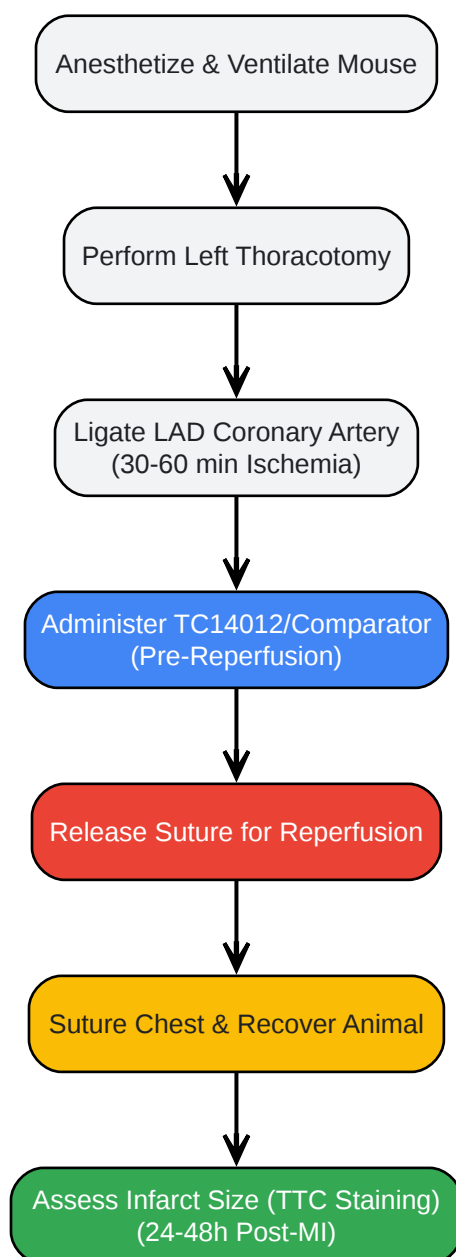 Anesthetize & Ventilate Mouse
Perform Left Thoracotomy
Ligate LAD Coronary Artery
(30-60 min Ischemia)
Administer TC14012/Comparator
(Pre-Reperfusion)
Release Suture for Reperfusion
Suture Chest & Recover Animal
Assess Infarct Size (TTC Staining)
(24-48h Post-MI)